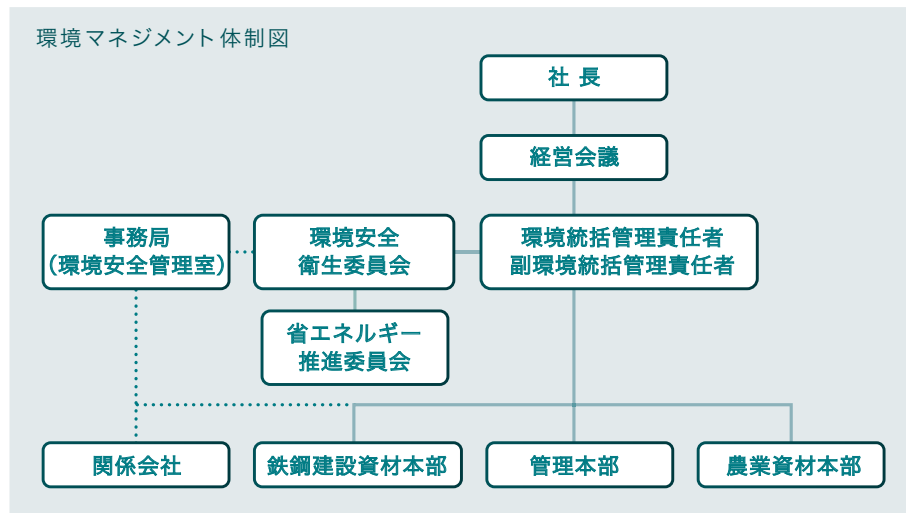 環境マネジメント体制図
社長
経営会議
事務局
（環境安全管理室）
環境安全
衛生委員会
環境統括管理責任者
副環境統括管理責任者
省エネルギー
推進委員会
関係会社
鉄鋼建設資材本部
管理本部
農業資材本部